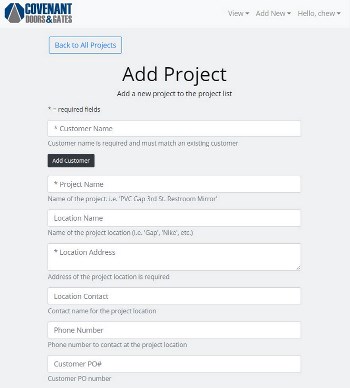 COVENANT
DOORS&GATES
View
Add New
Hello, chew
Back to All Projects
Add Project
Add a new project to the project list
* - required fields
* Customer Name
Customer name is required and must match an existing customer
Add Customer
* Project Name
Name of the project: i.e. 'PVC Gap 3rd St. Restroom Mirror'
Location Name
Name of the project location (i.e. 'Gap', 'Nike', etc.)
* Location Address
Address of the project location is required
Location Contact
Contact name for the project location
Phone Number
Phone number to contact at the project location
Customer PO#
Customer PO number